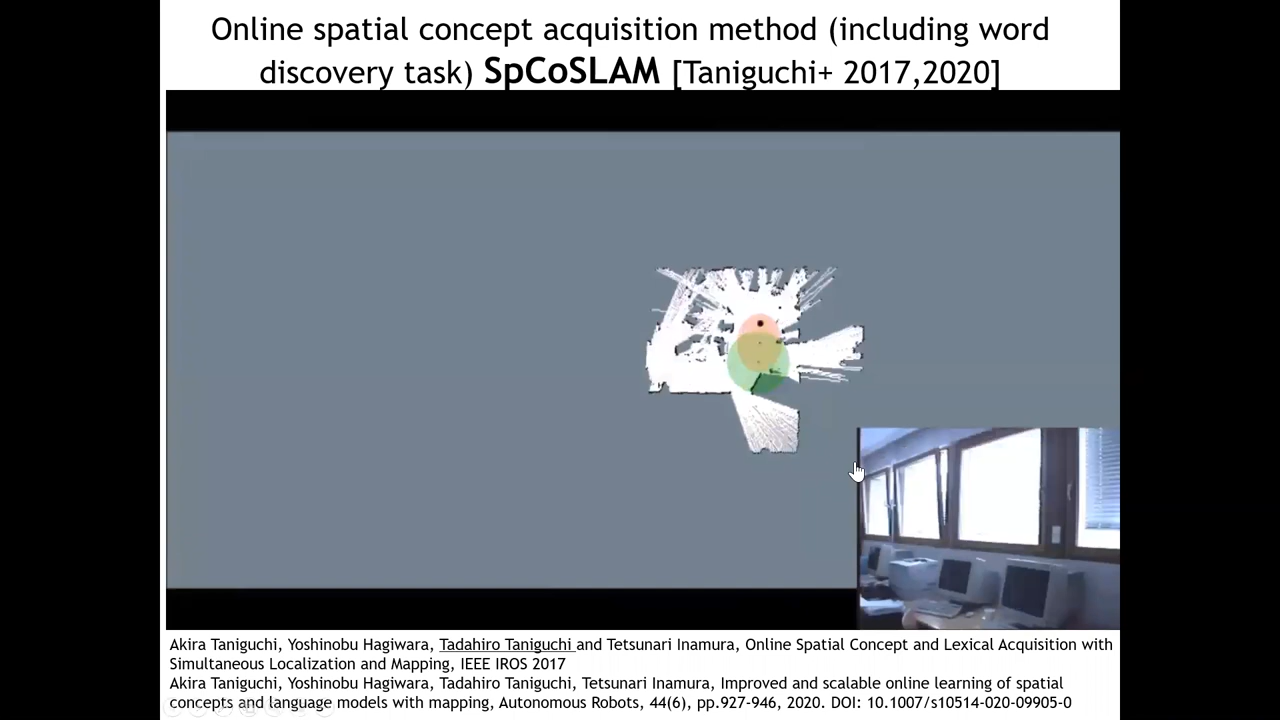 Online spatial concept acquisition method (including word
discovery task) SpCoSLAM [Taniguchi+ 2017,2020]
Akira Taniguchi, Yoshinobu Hagiwara, Tadahiro Taniguchi and Tetsunari Inamura, Online Spatial Concept and Lexical Acquisition with
Simultaneous Localization and Mapping, IEEE IROS 2017
Akira Taniguchi, Yoshinobu Hagiwara, Tadahiro Taniguchi, Tetsunari Inamura, Improved and scalable online learning of spatial
concepts and language models with mapping, Autonomous Robots, 44(6), pp.927-946, 2020. DOI: 10.1007/s10514-020-09905-0